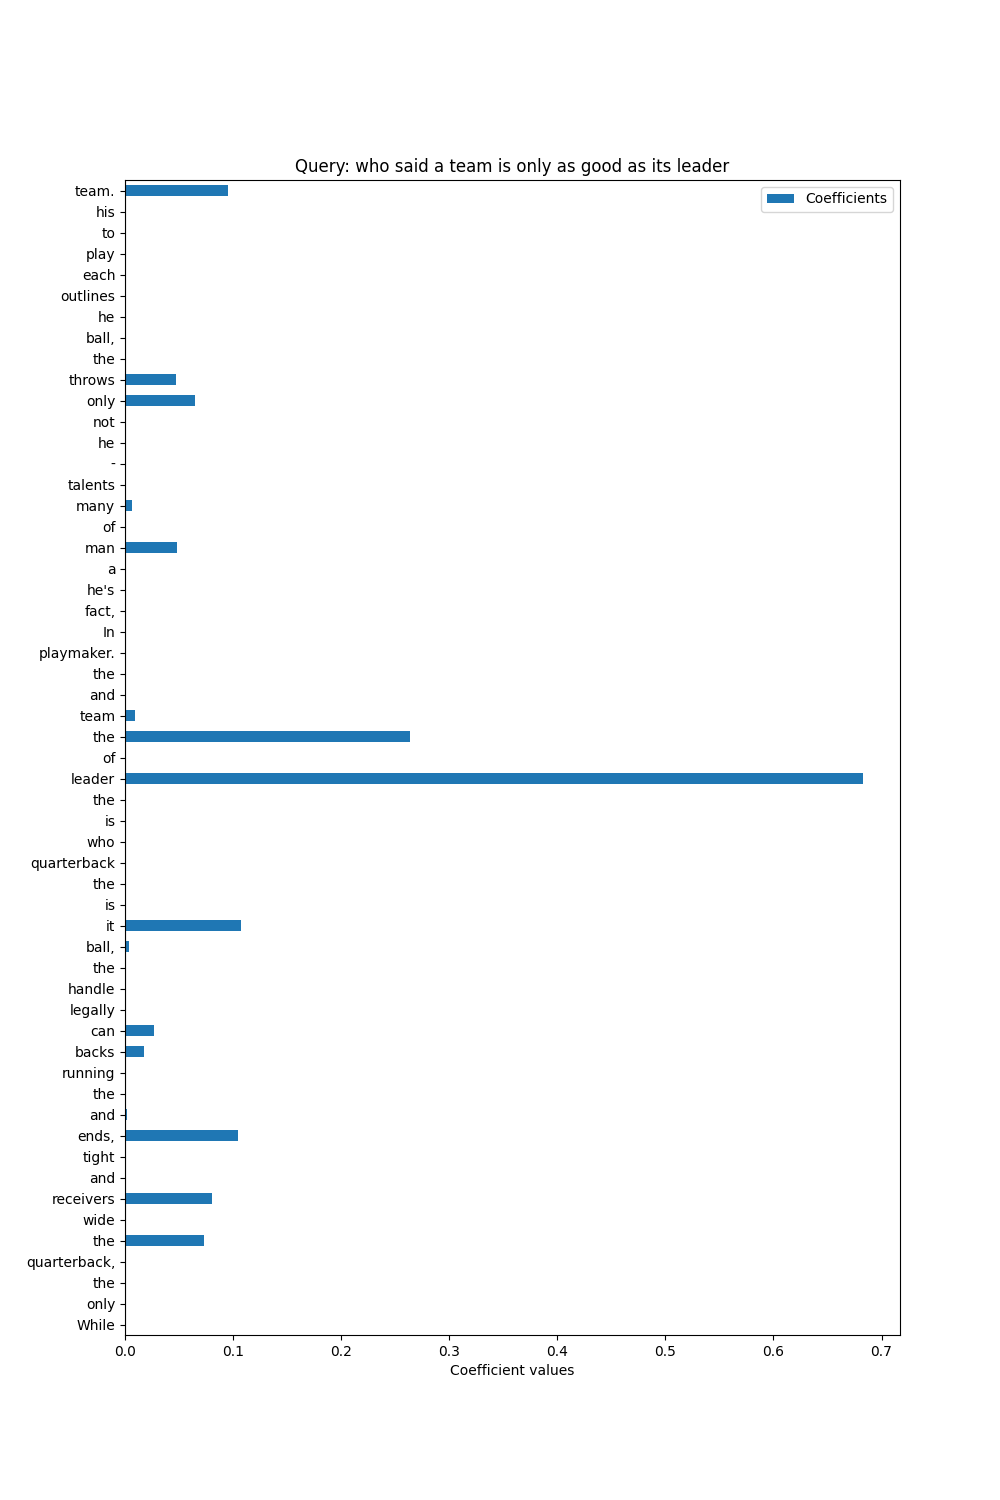 Query: who said a team is only as good as its leader
Coefficients
team.
his
to
play
each
outlines
he
ball,
the
throws
only
not
he
-
talents
many
of
man
a
he's
fact,
In
playmaker.
the
and
team
the
of
leader
the
is
who
quarterback
the
is
it
ball,
the
handle
legally
can
backs
running
the
and
ends,
tight
and
receivers
wide
the
quarterback,
the
only
While
0.0 0.1 0.2 0.3 0.4 0.5 0.6 0.7
Coefficient values